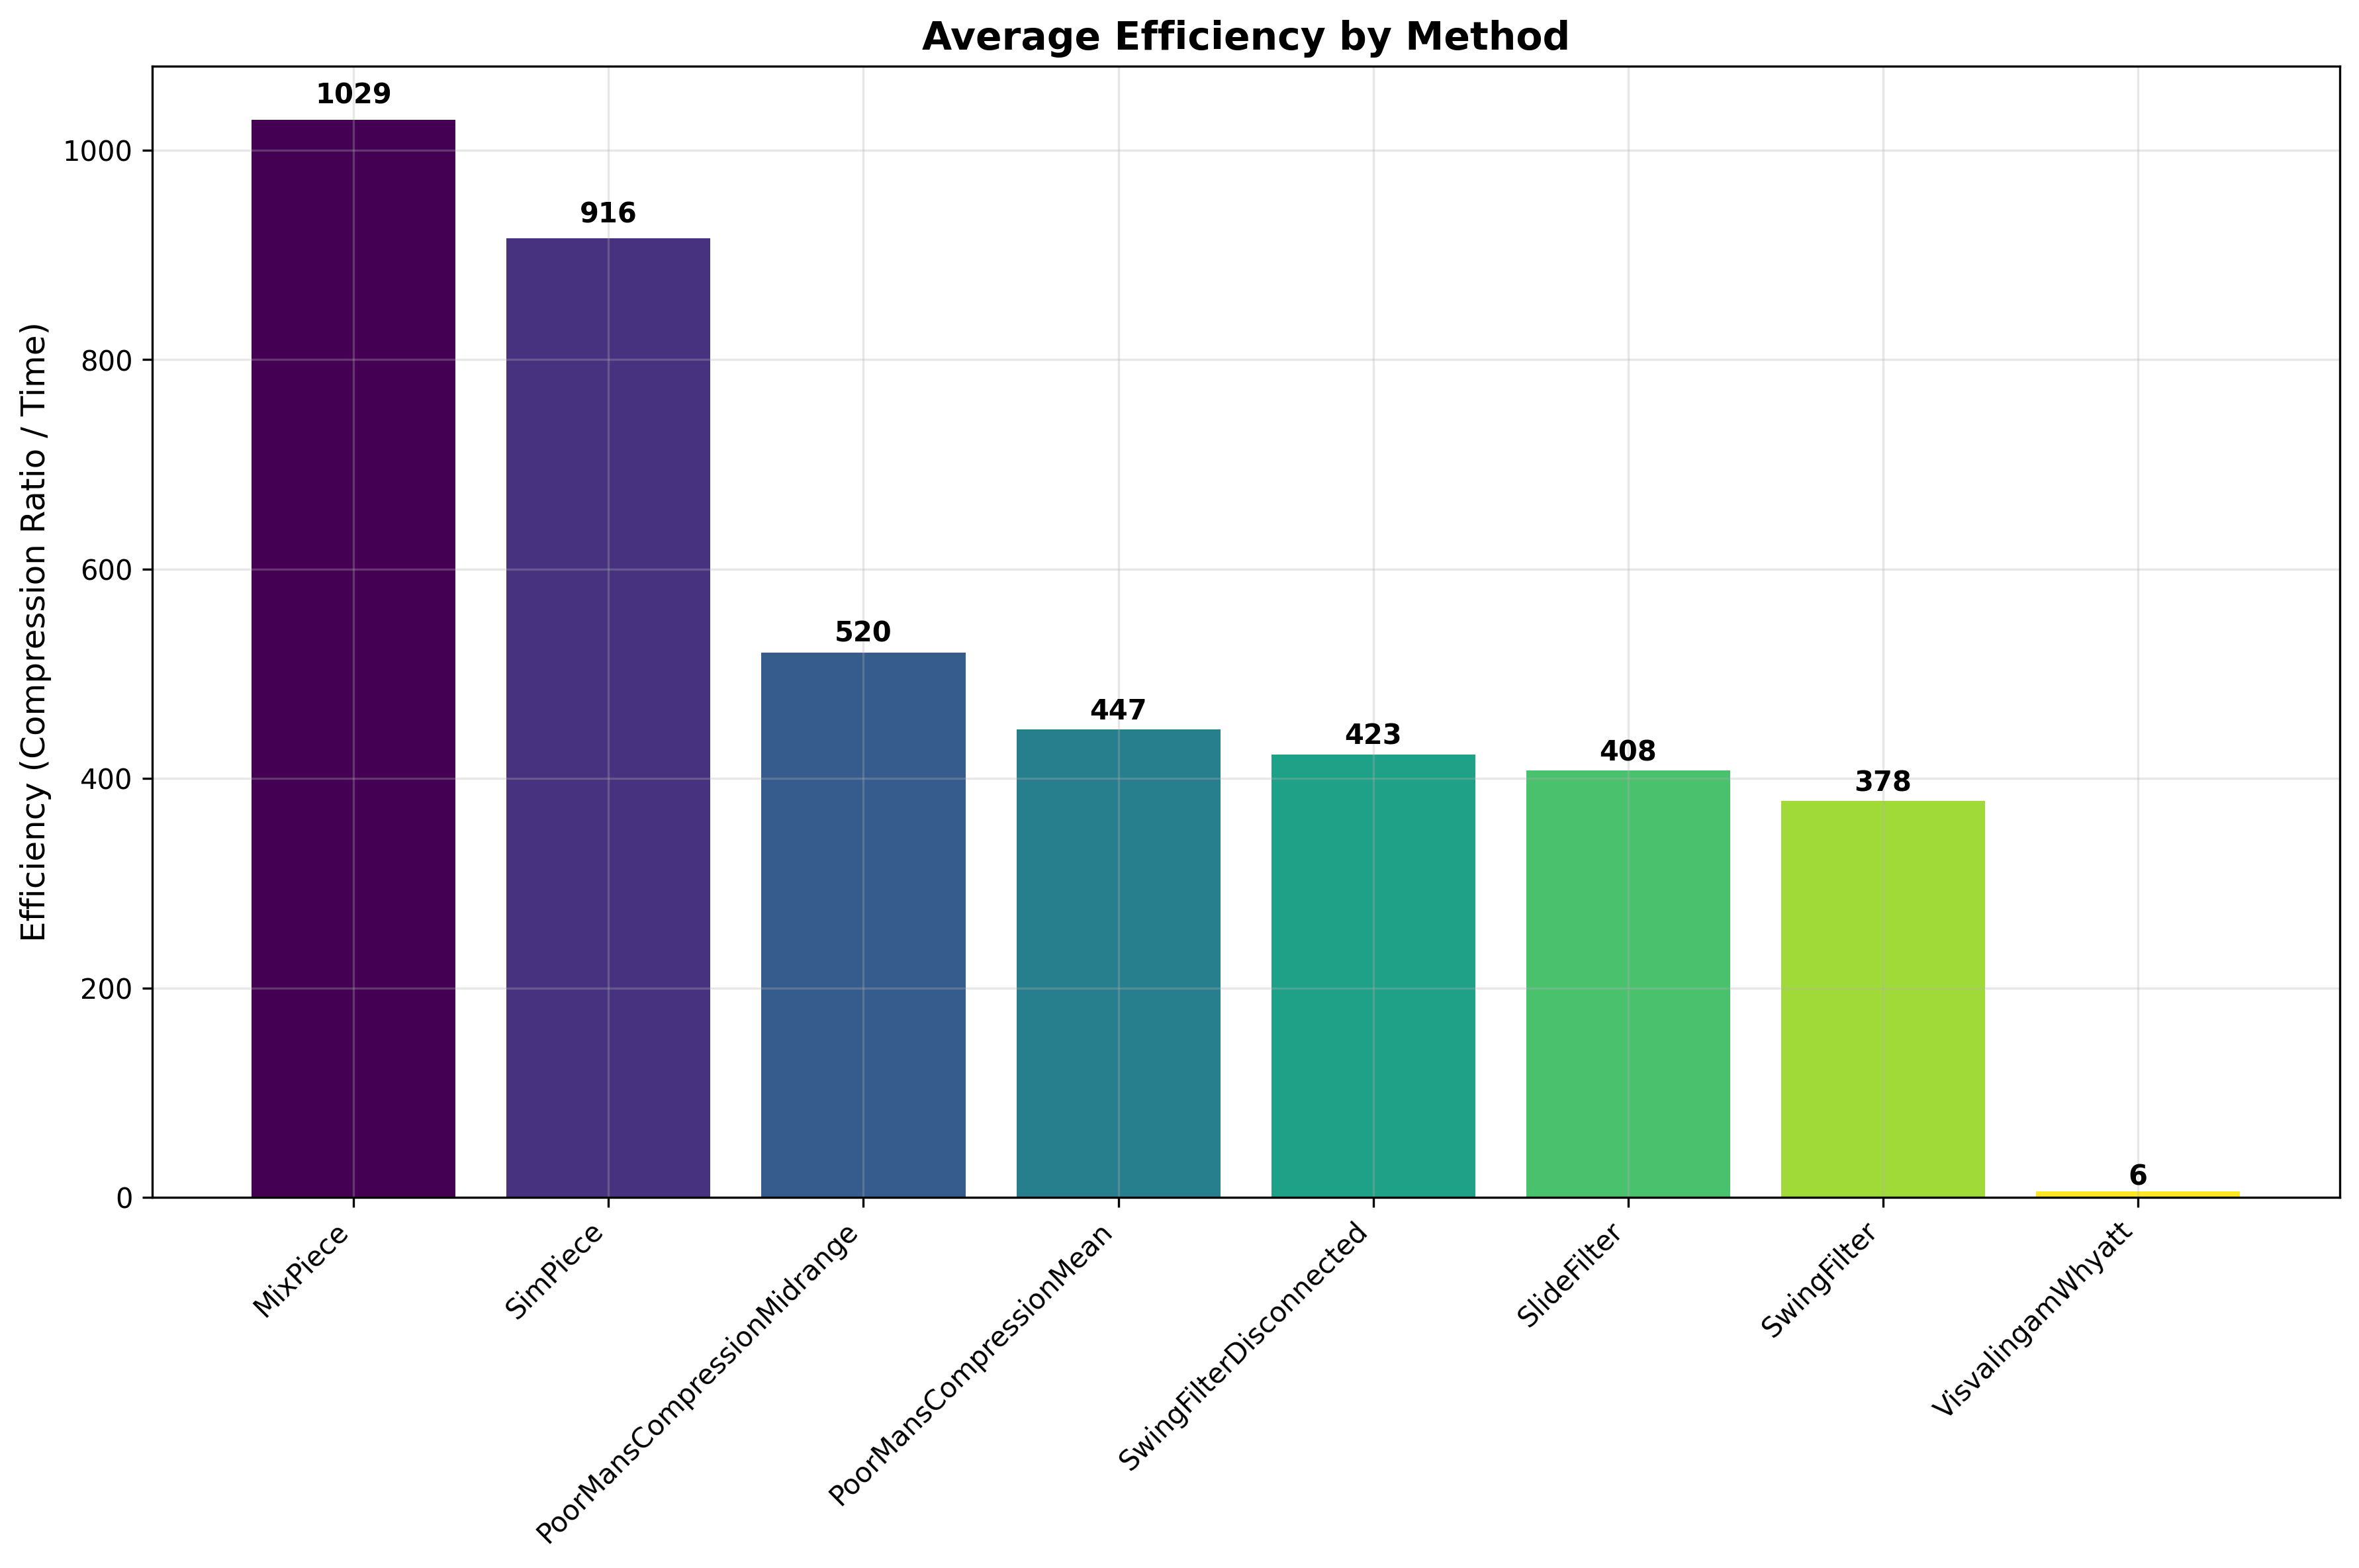 Average Efficiency by Method
Efficiency (Compression Ratio / Time)
1000
800
600
400
200
0
1029
916
520
447
423
408
378
6
MixPiece
SimPiece
PoorMansCompressionMidrange
PoorMansCompressionMean
SwingFilterDisconnected
SlideFilter
SwingFilter
VisvalingamWhyatt